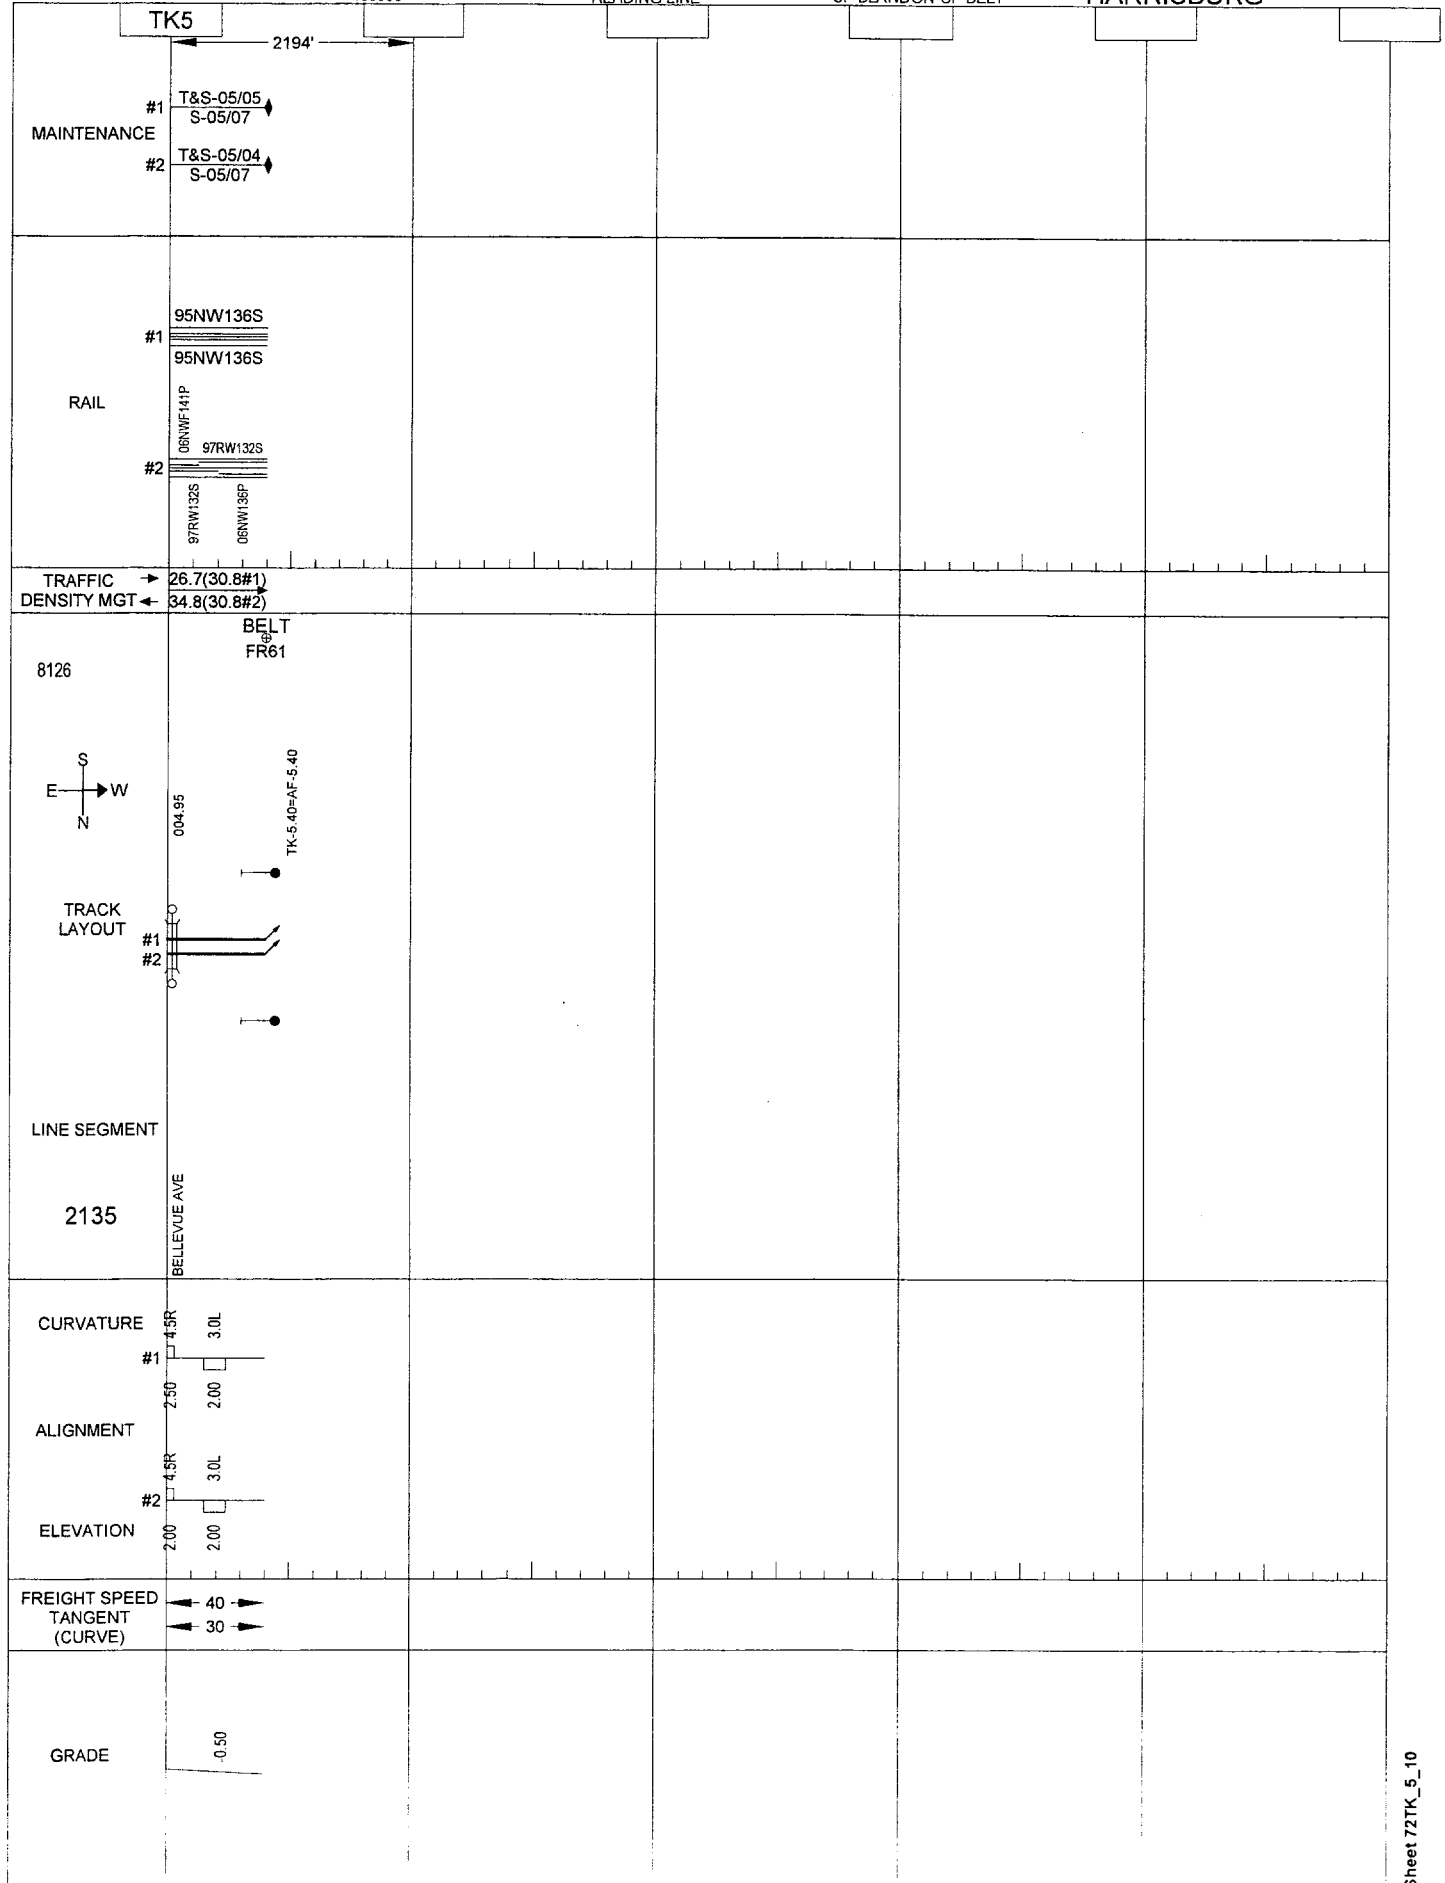 HARRISBURG
TK5
2194'
MAINTENANCE
#1
T&S-05/05
S-05/07
#2
T&S-05/04
S-05/07
RAIL
#1
95NW136S
95NW136S
06NWF141P
97RW132S
#2
97RW132S
06NW136P
TRAFFIC
DENSITY MGT
26.7(30.8#1)
34.8(30.8#2)
BELT
FR61
8126
S
E
W
N
004.95
TK-5.40=AF-5.40
TRACK
LAYOUT
#1
#2
LINE SEGMENT
2135
BELLEVUE AVE
CURVATURE
4.5R
3.0L
#1
2.50
2.00
ALIGNMENT
4.5R
3.0L
#2
ELEVATION
2.00
2.00
FREIGHT SPEED
TANGENT
(CURVE)
40
30
GRADE
-0.50
Sheet 72TK_5_10